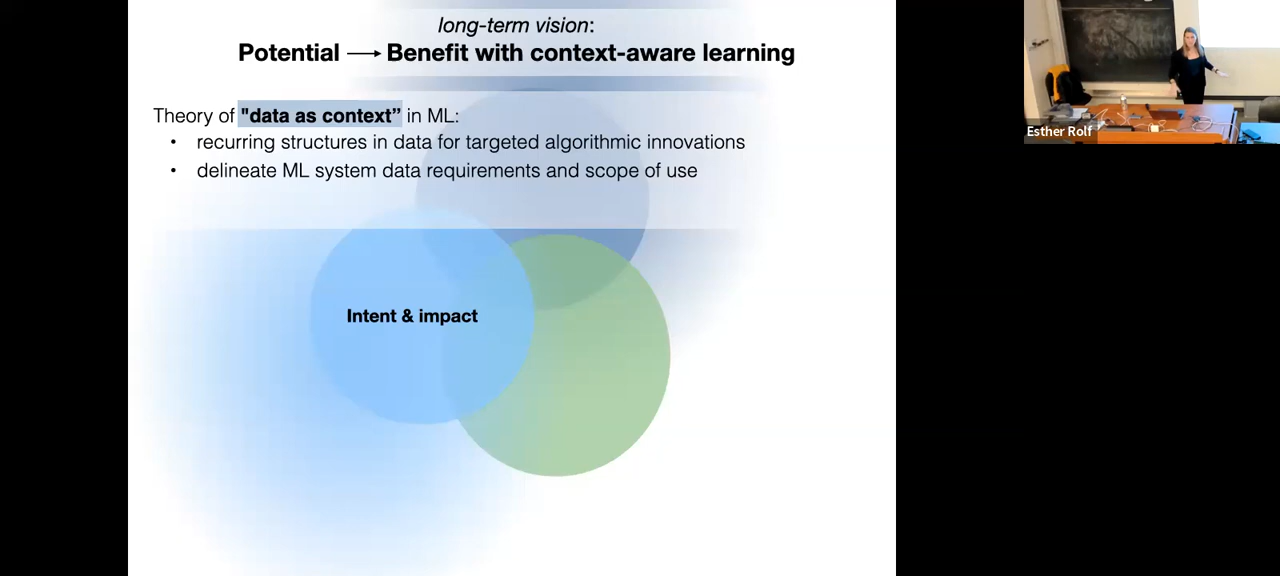 long-term vision:
Potential ⟶ Benefit with context-aware learning
Theory of "data as context” in ML:
• recurring structures in data for targeted algorithmic innovations
• delineate ML system data requirements and scope of use
Intent & impact
Esther Rolf